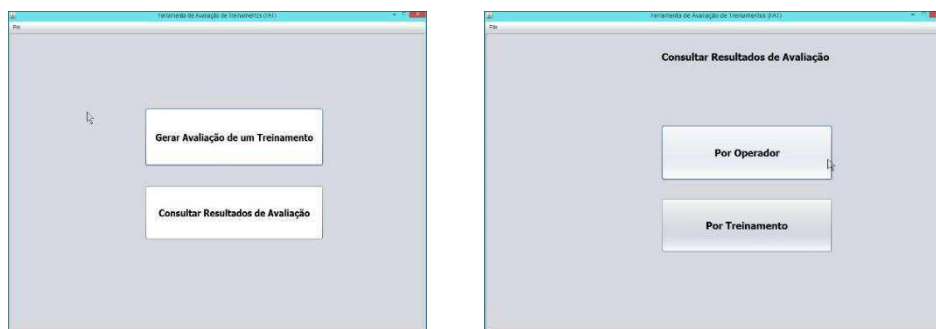 Ferramenta de Avaliação de Treinamentos (FAT)
File
Gerar Avaliação de um Treinamento
Consultar Resultados de Avaliação
Ferramenta de Avaliação de Treinamentos (FAT)
File
Consultar Resultados de Avaliação
Por Operador
Por Treinamento